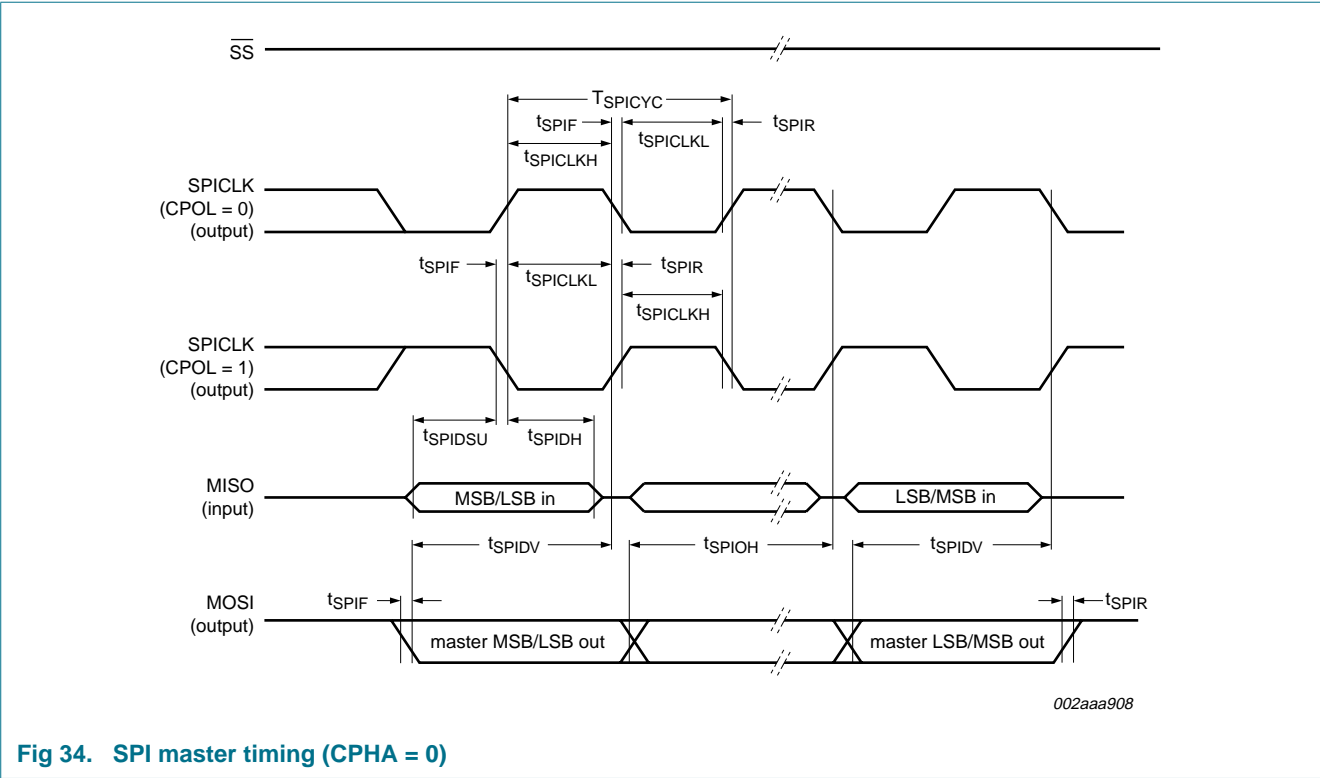 SS
TSPICYC
tSPIF
tSPICLKL
tSPIR
tSPICLKH
SPICLK
(CPOL = 0)
(output)
tSPIF
tSPICLKL
tSPIR
tSPICLKH
SPICLK
(CPOL = 1)
(output)
tSPIDSU
tSPIDH
MISO
(input)
MSB/LSB in
LSB/MSB in
tSPIDV
tSPIOH
tSPIDV
MOSI
(output)
tSPIF
tSPIR
master MSB/LSB out
master LSB/MSB out
002aaa908
Fig 34. SPI master timing (CPHA = 0)